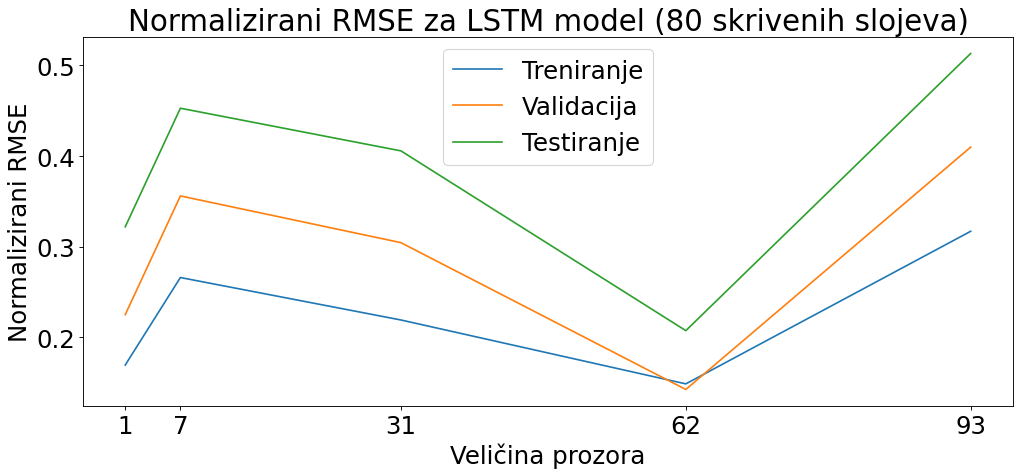 Normalizirani RMSE za LSTM model (80 skrivenih slojeva)
Treniranje
Validacija
Testiranje
Normalizirani RMSE
0.5
0.4
0.3
0.2
1 7 31 62 93
Veličina prozora